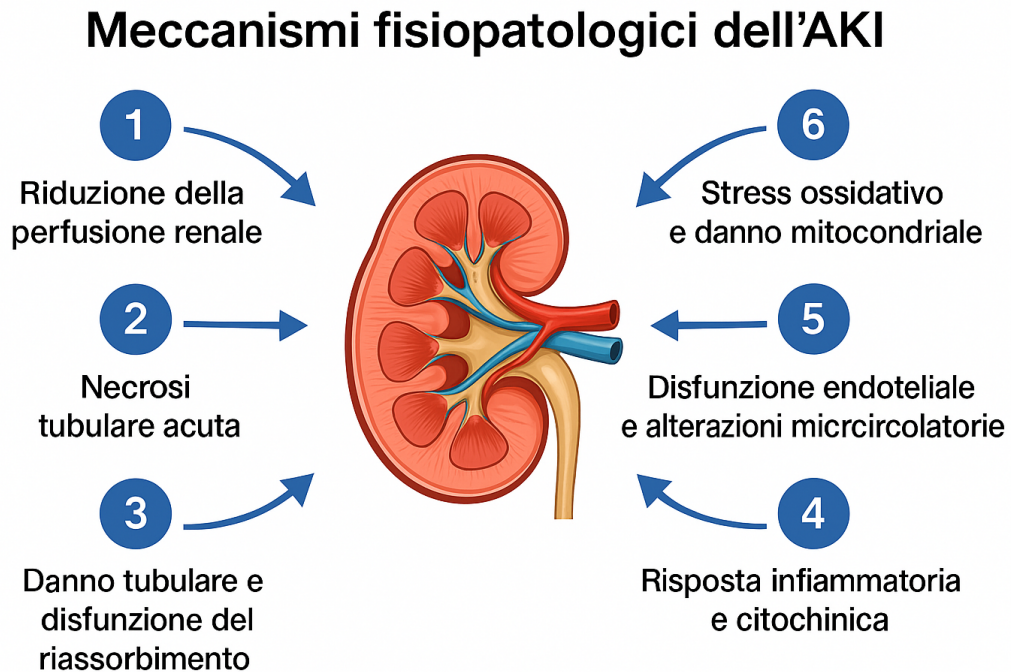 Meccanismi fisiopatologici dell'AKI
1
Riduzione della
perfusione renale
2
Necrosi
tubulare acuta
3
Danno tubulare e
disfunzione del
riassorbimento
6
Stress ossidativo
e danno mitocondriale
5
Disfunzione endoteliale
e alterazioni micrcircolatorie
4
Risposta infiammatoria
e citochinica